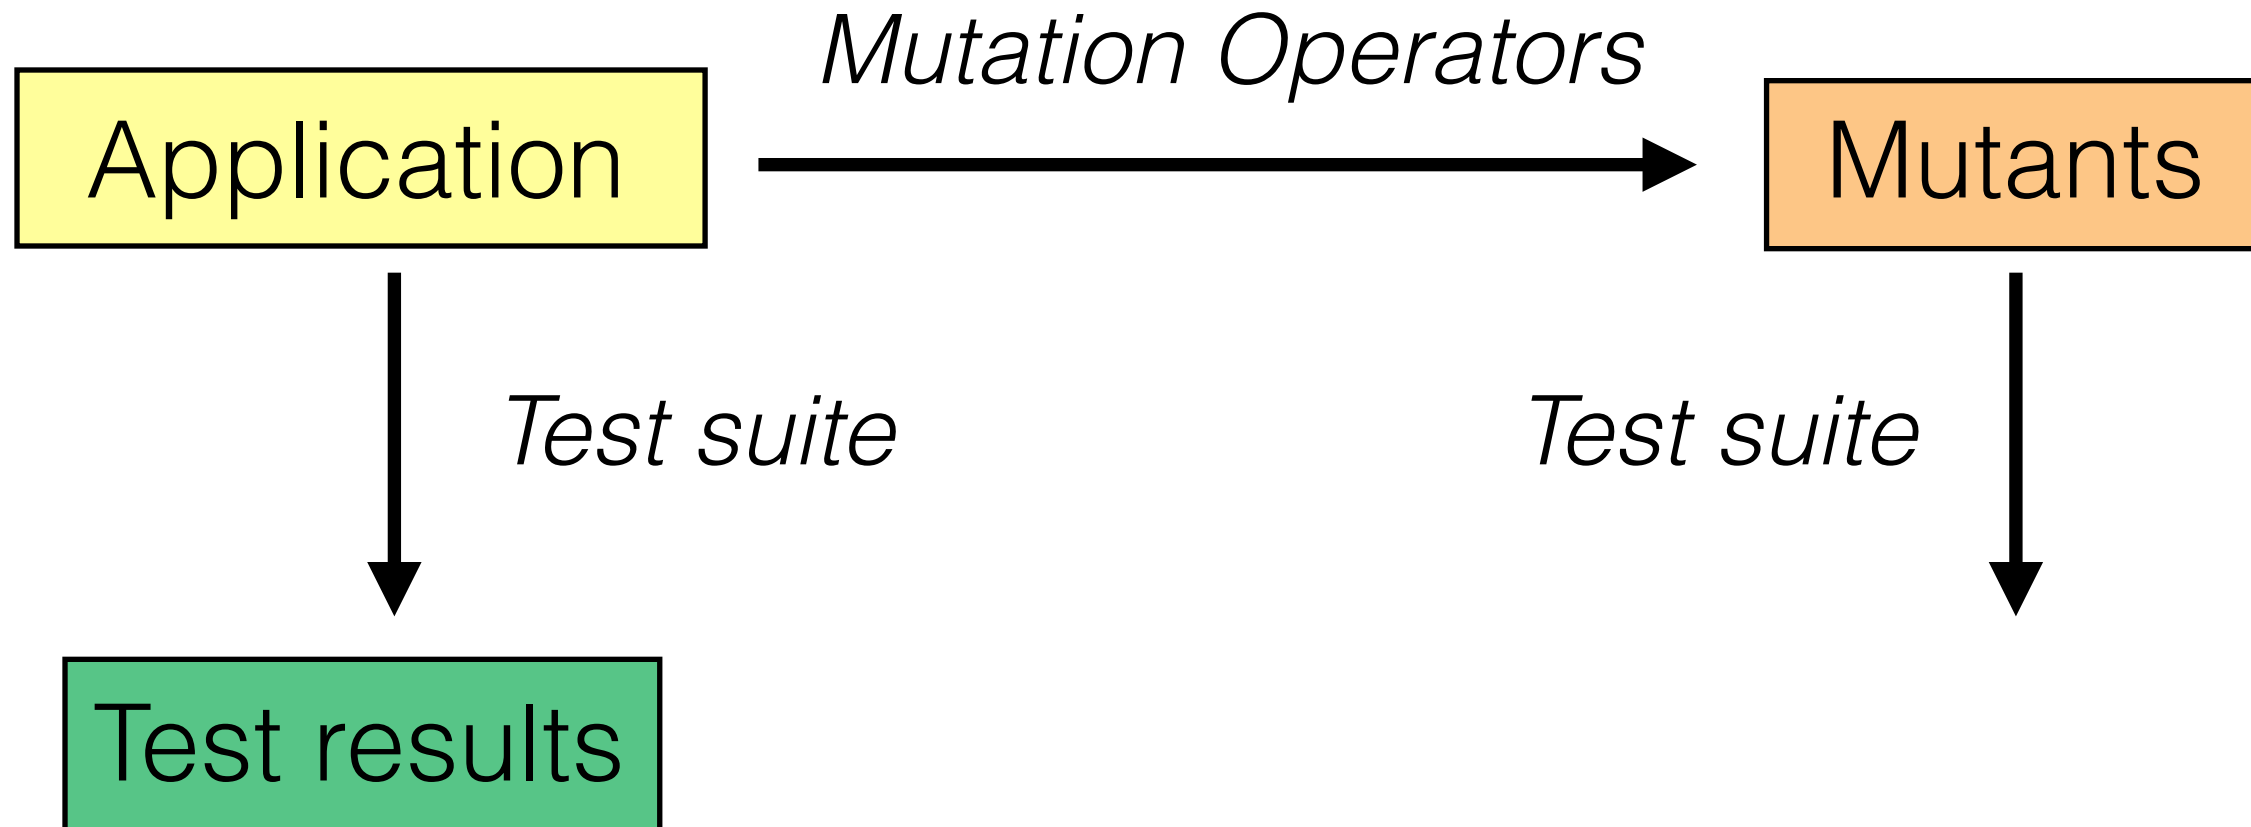 Mutation Operators
Application
Mutants
Test suite
Test suite
Test results